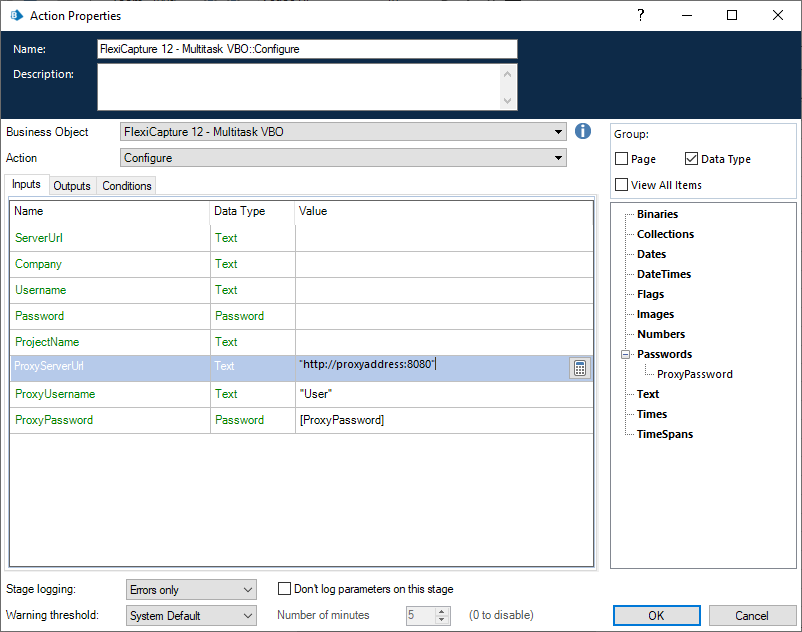 Action Properties
Name:
FlexiCapture 12 - Multitask VBO::Configure
Description:
Business Object
FlexiCapture 12 - Multitask VBO
Action
Configure
Inputs Outputs Conditions
Name Data Type Value
ServerUrl Text
Company Text
Username Text
Password Password
ProjectName Text
ProxyServerUrl Text "http://proxyaddress:8080"
ProxyUsername Text "User"
ProxyPassword Password [ProxyPassword]
Group:
Page Data Type
View All Items
Binaries
Collections
Dates
DateTimes
Flags
Images
Numbers
Passwords
ProxyPassword
Text
Times
TimeSpans
Stage logging: Errors only Don't log parameters on this stage
Warning threshold: System Default Number of minutes 5 (0 to disable)
OK Cancel